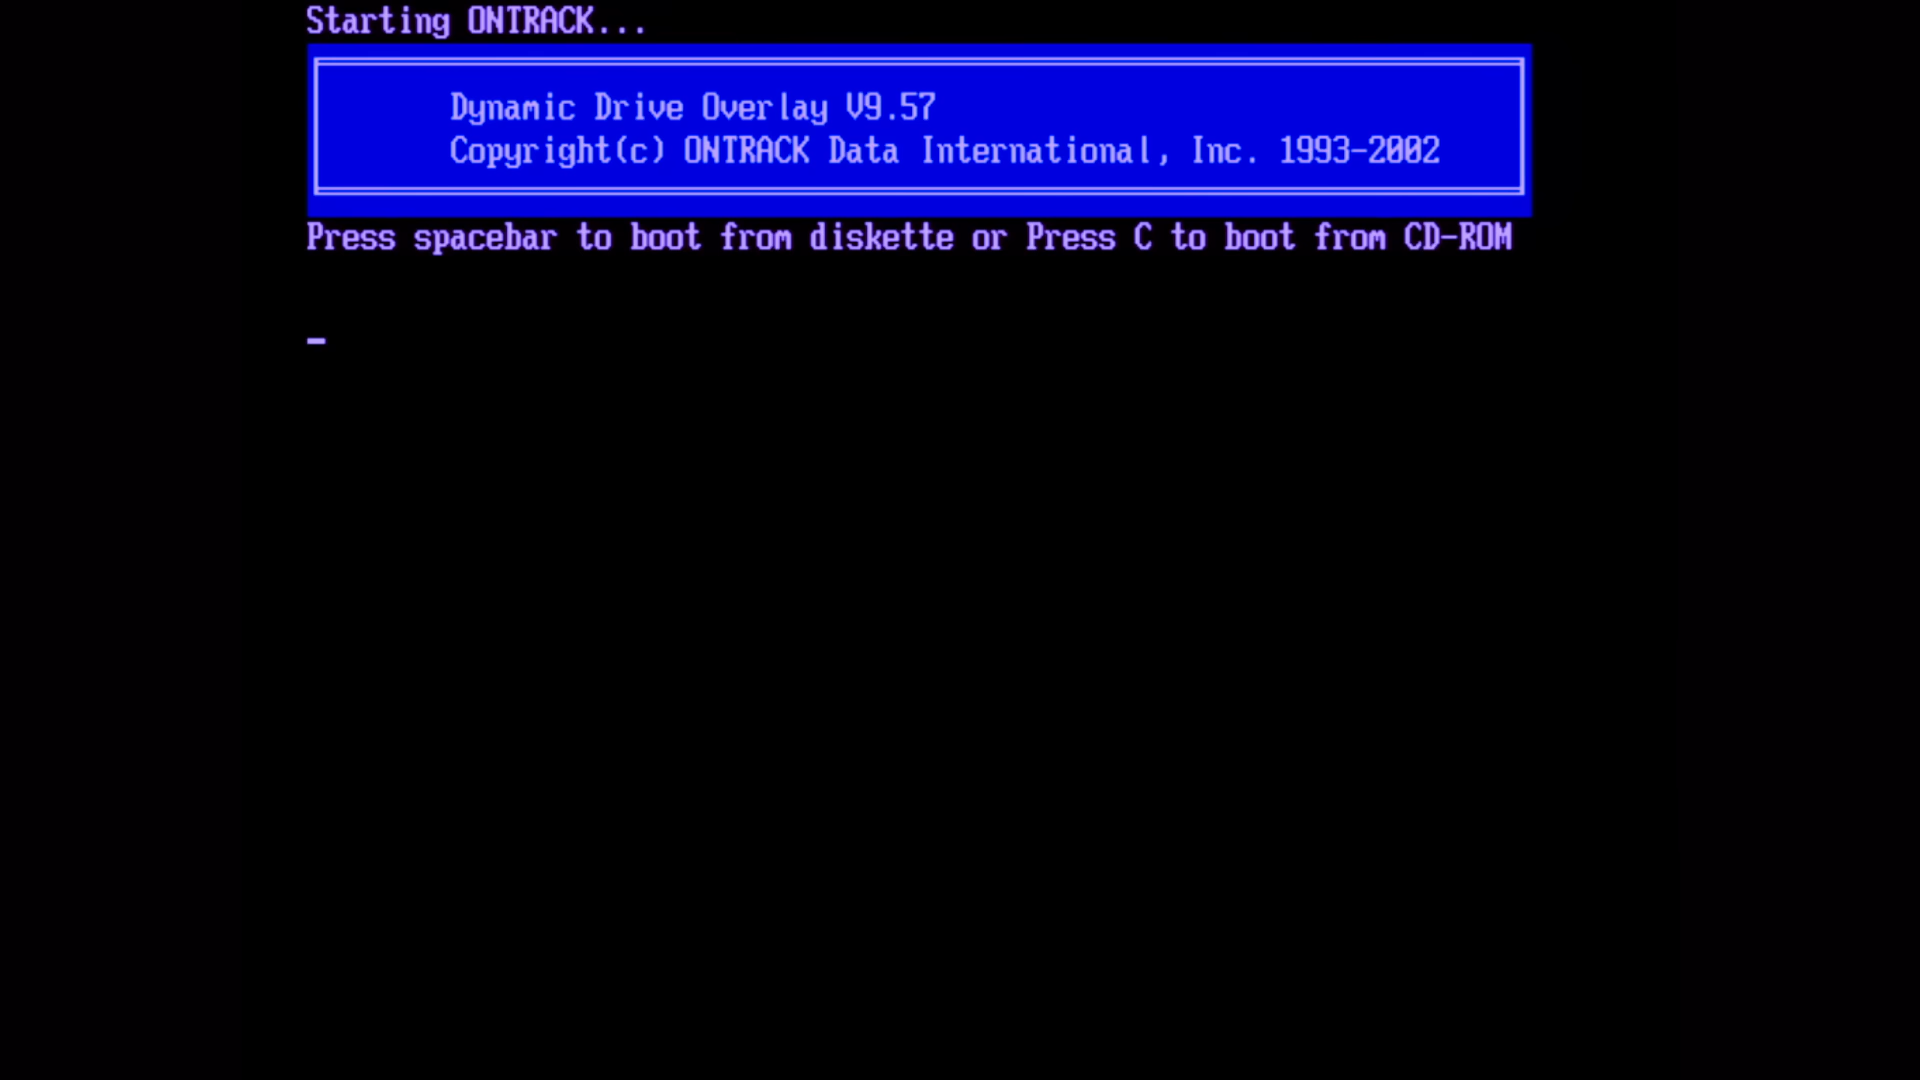 Starting ONTRACK...
Dynamic Drive Overlay V9.57
Copyright(c) ONTRACK Data International, Inc. 1993-2002
Press spacebar to boot from diskette or Press C to boot from CD-ROM